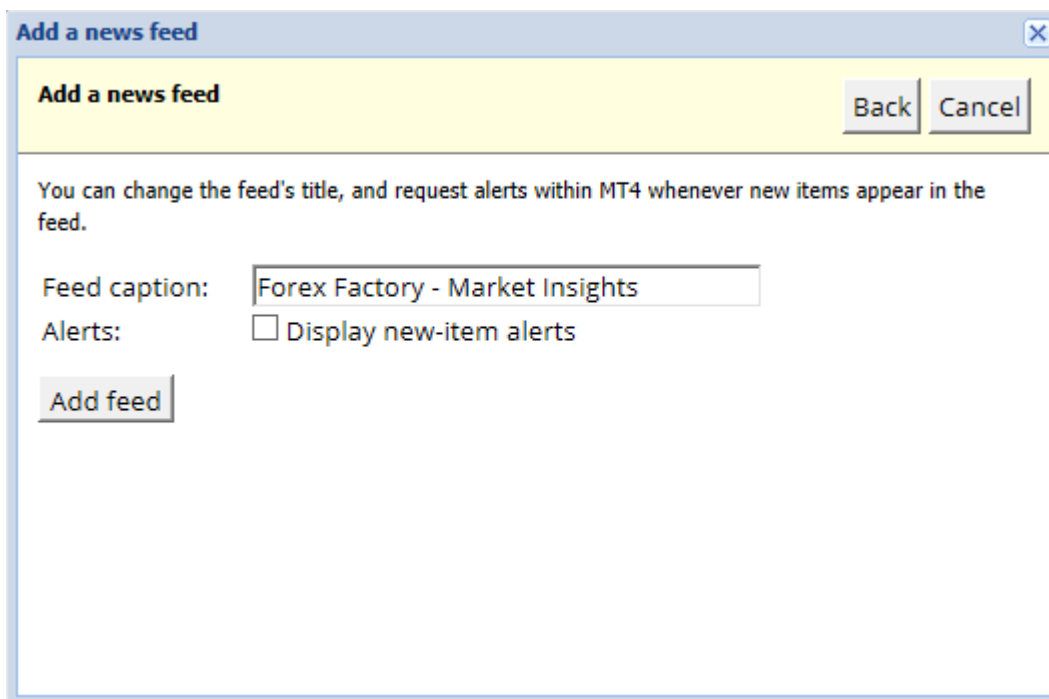 Add a news feed
Add a news feed
Back Cancel
You can change the feed's title, and request alerts within MT4 whenever new items appear in the
feed.
Feed caption: Forex Factory - Market Insights
Alerts: Display new-item alerts
Add feed